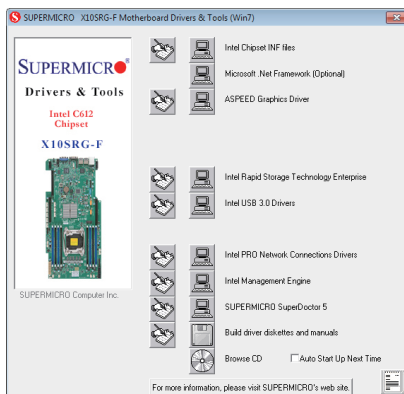 SUPERMICRO X10SRG-F Motherboard Drivers & Tools (Win7)
SUPERMICRO
Drivers & Tools
Intel C612
Chipset
X10SRG-F
SUPERMICRO Computer Inc.
Intel Chipset INF files
Microsoft .Net Framework (Optional)
ASPEED Graphics Driver
Intel Rapid Storage Technology Enterprise
Intel USB 3.0 Drivers
Intel PRO Network Connections Drivers
Intel Management Engine
SUPERMICRO SuperDoctor 5
Build driver diskettes and manuals
Browse CD
Auto Start Up Next Time
For more information, please visit SUPERMICRO's web site.